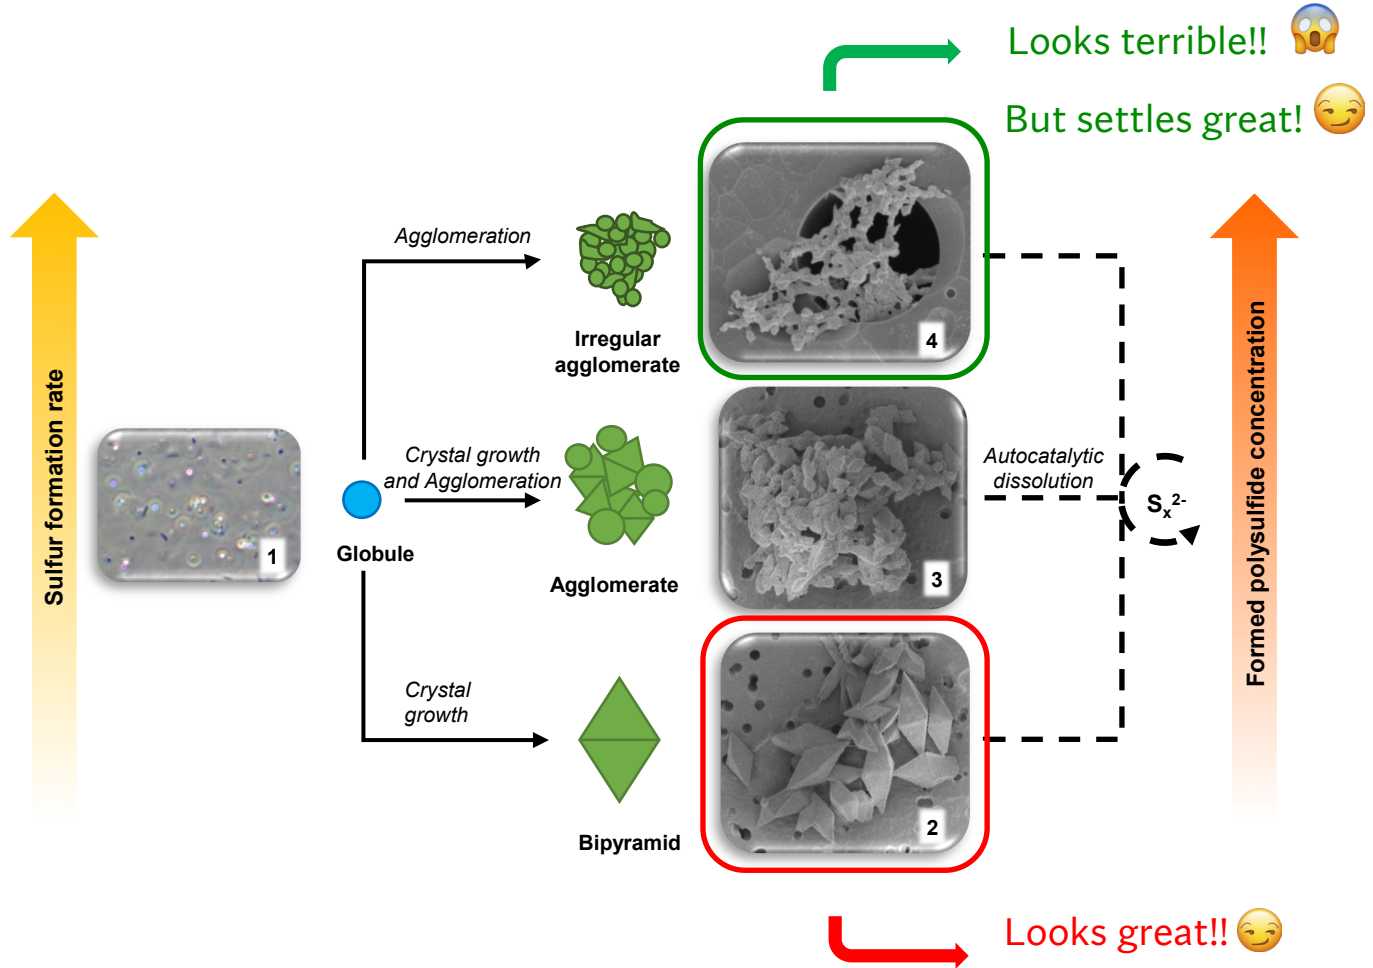 Looks terrible!!
But settles great!
Sulfur formation rate
Agglomeration
Irregular
agglomerate
4
Crystal growth
and Agglomeration
Agglomerate
3
Autocatalytic
dissolution
Sₓ²⁻
Formed polysulfide concentration
1
Globule
Crystal
growth
Bipyramid
2
Looks great!!